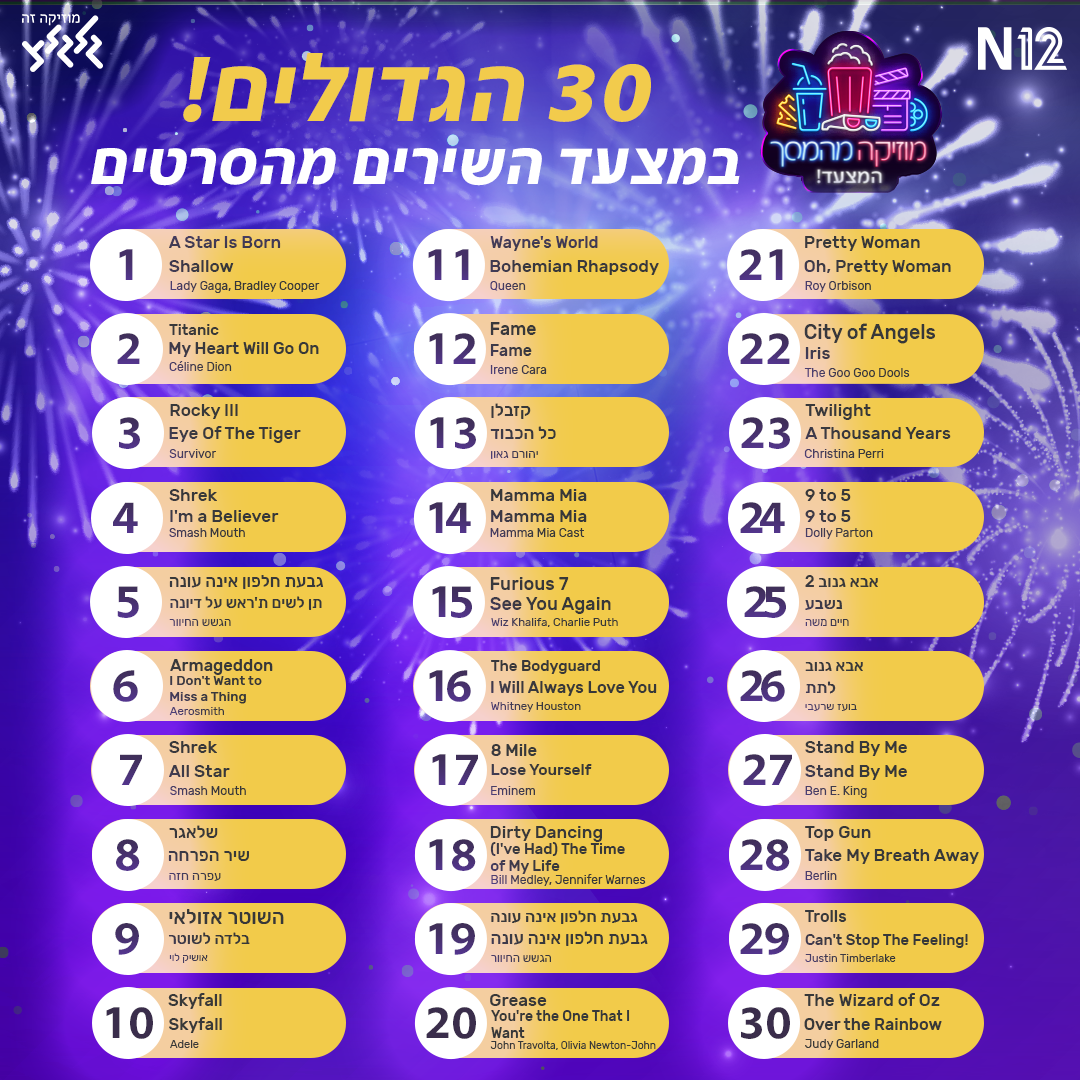 מוזיקה זה
גלגלצ
N12
30 הגדולים!
במצעד השירים מהסרטים
מוזיקה מהמסך
המצעד!
1
A Star Is Born
Shallow
Lady Gaga, Bradley Cooper
2
Titanic
My Heart Will Go On
Céline Dion
3
Rocky III
Eye Of The Tiger
Survivor
4
Shrek
I'm a Believer
Smash Mouth
5
גבעת חלפון אינה עונה
תן לשים ת'ראש על דיונה
הגשש החיוור
6
Armageddon
I Don't Want to
Miss a Thing
Aerosmith
7
Shrek
All Star
Smash Mouth
8
שלאגר
שיר הפרחה
עפרה חזה
9
השוטר אזולאי
בלדה לשוטר
אושיק לוי
10
Skyfall
Skyfall
Adele
11
Wayne's World
Bohemian Rhapsody
Queen
12
Fame
Fame
Irene Cara
13
קזבלן
כל הכבוד
יהורם גאון
14
Mamma Mia
Mamma Mia
Mamma Mia Cast
15
Furious 7
See You Again
Wiz Khalifa, Charlie Puth
16
The Bodyguard
I Will Always Love You
Whitney Houston
17
8 Mile
Lose Yourself
Eminem
18
Dirty Dancing
(I've Had) The Time
of My Life
Bill Medley, Jennifer Warnes
19
גבעת חלפון אינה עונה
גבעת חלפון אינה עונה
הגשש החיוור
20
Grease
You're the One That I
Want
John Travolta, Olivia Newton-John
21
Pretty Woman
Oh, Pretty Woman
Roy Orbison
22
City of Angels
Iris
The Goo Goo Dools
23
Twilight
A Thousand Years
Christina Perri
24
9 to 5
9 to 5
Dolly Parton
25
אבא גנוב 2
נשבע
חיים משה
26
אבא גנוב
לתת
בועז שרעבי
27
Stand By Me
Stand By Me
Ben E. King
28
Top Gun
Take My Breath Away
Berlin
29
Trolls
Can't Stop The Feeling!
Justin Timberlake
30
The Wizard of Oz
Over the Rainbow
Judy Garland